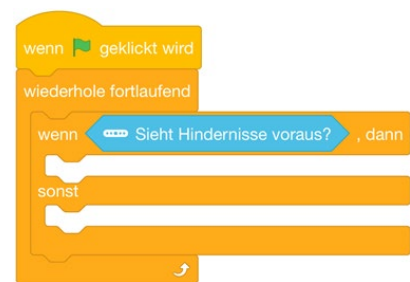 wenn geklickt wird
wiederhole fortlaufend
wenn Sieht Hindernisse voraus? , dann
sonst